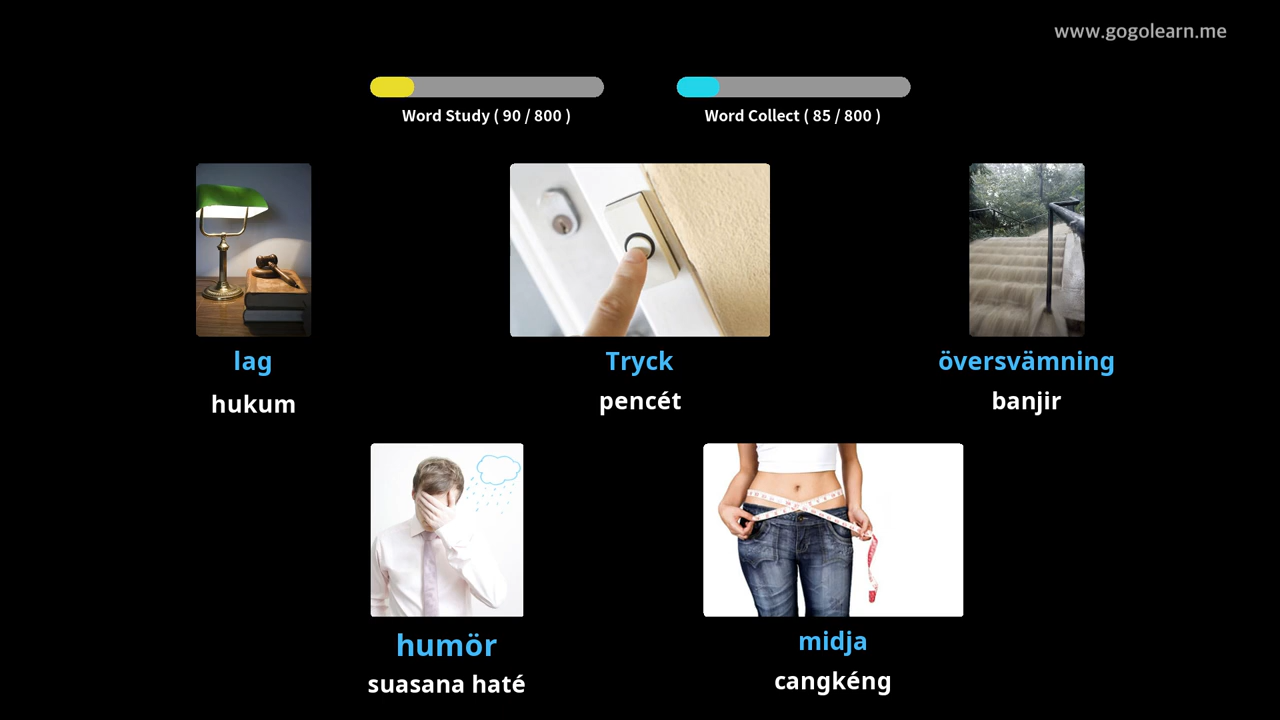 www.gogolearn.me
Word Study ( 90 / 800 )
Word Collect ( 85 / 800 )
lag
Tryck
översvämning
hukum
pencét
banjir
humör
midja
suasana haté
cangkéng